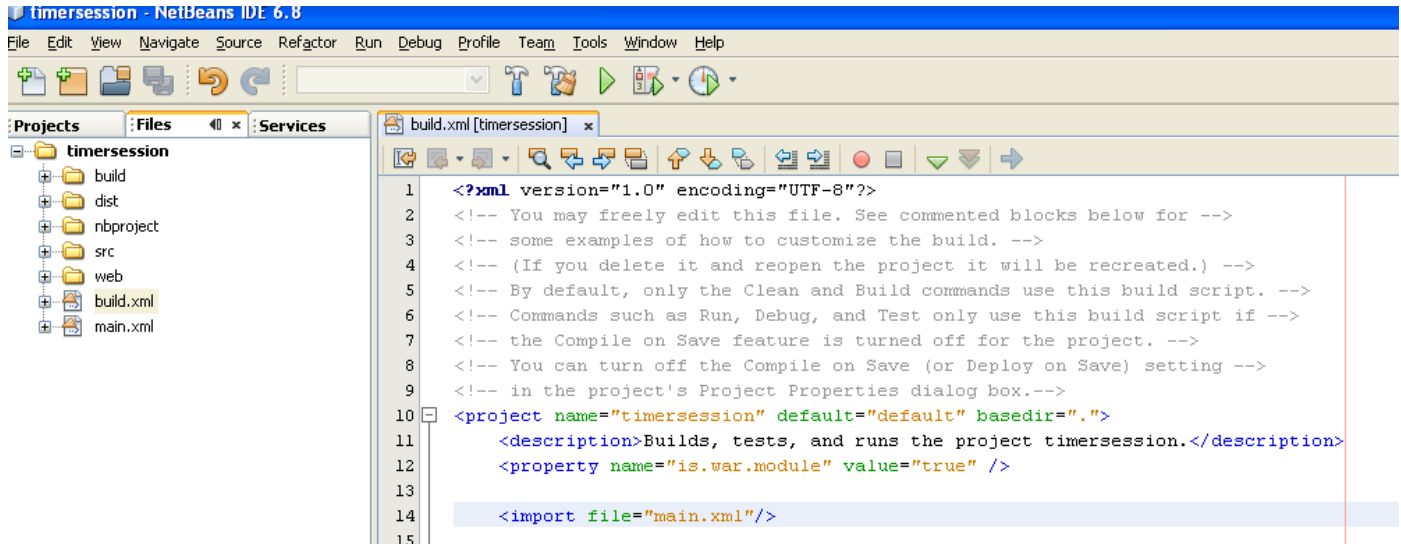 timersession - NetBeans IDE 6.8
File Edit View Navigate Source Refactor Run Debug Profile Team Tools Window Help
Projects Files Services
timersession
build
dist
nbproject
src
web
build.xml
main.xml
build.xml [timersession]
1 <?xml version="1.0" encoding="UTF-8"?>
2 <!-- You may freely edit this file. See commented blocks below for -->
3 <!-- some examples of how to customize the build. -->
4 <!-- (If you delete it and reopen the project it will be recreated.) -->
5 <!-- By default, only the Clean and Build commands use this build script. -->
6 <!-- Commands such as Run, Debug, and Test only use this build script if -->
7 <!-- the Compile on Save feature is turned off for the project. -->
8 <!-- You can turn off the Compile on Save (or Deploy on Save) setting -->
9 <!-- in the project's Project Properties dialog box.-->
10 <project name="timersession" default="default" basedir=".">
11 <description>Builds, tests, and runs the project timersession.</description>
12 <property name="is.war.module" value="true" />
13
14 <import file="main.xml"/>
15